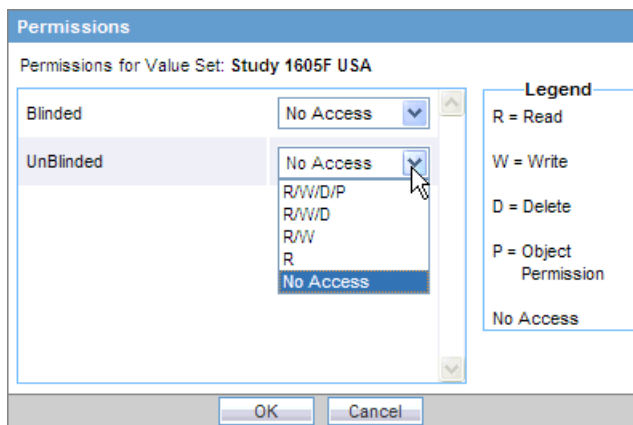 Permissions
Permissions for Value Set: Study 1605F USA
Blinded
No Access
UnBlinded
No Access
R/W/D/P
R/W/D
R/W
R
No Access
Legend
R = Read
W = Write
D = Delete
P = Object
Permission
No Access
OK
Cancel